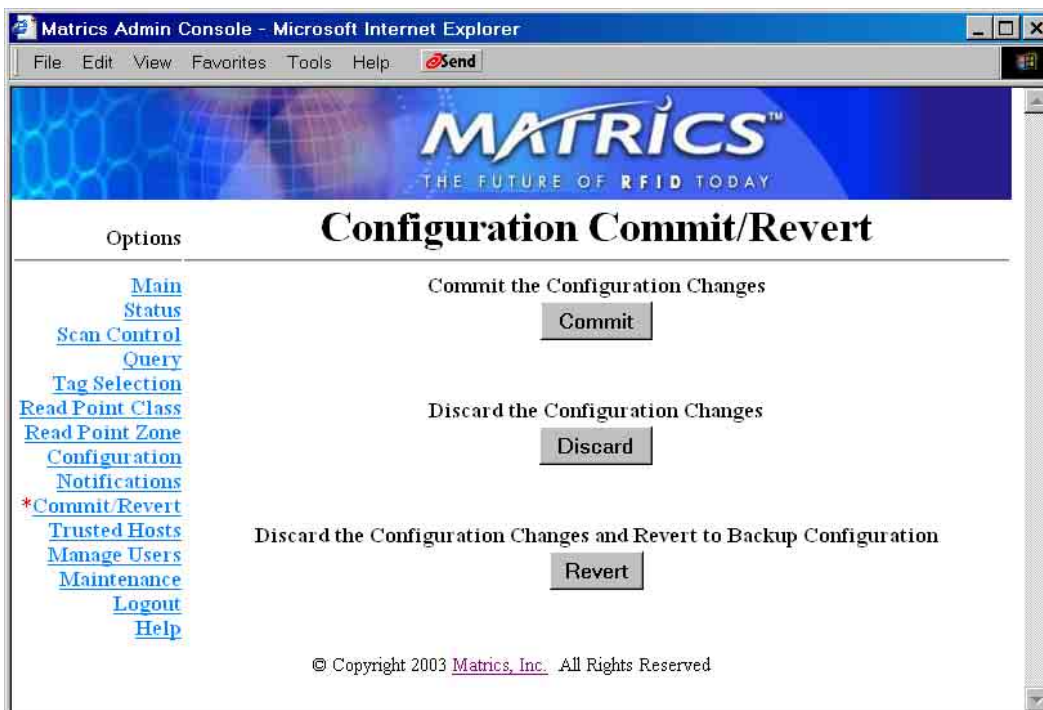 Matrics Admin Console - Microsoft Internet Explorer
File Edit View Favorites Tools Help eSend
MATRICS™
THE FUTURE OF RFID TODAY
Options
Configuration Commit/Revert
Main
Status
Scan Control
Query
Tag Selection
Read Point Class
Read Point Zone
Configuration
Notifications
*Commit/Revert
Trusted Hosts
Manage Users
Maintenance
Logout
Help
Commit the Configuration Changes
Commit
Discard the Configuration Changes
Discard
Discard the Configuration Changes and Revert to Backup Configuration
Revert
© Copyright 2003 Matrics, Inc. All Rights Reserved